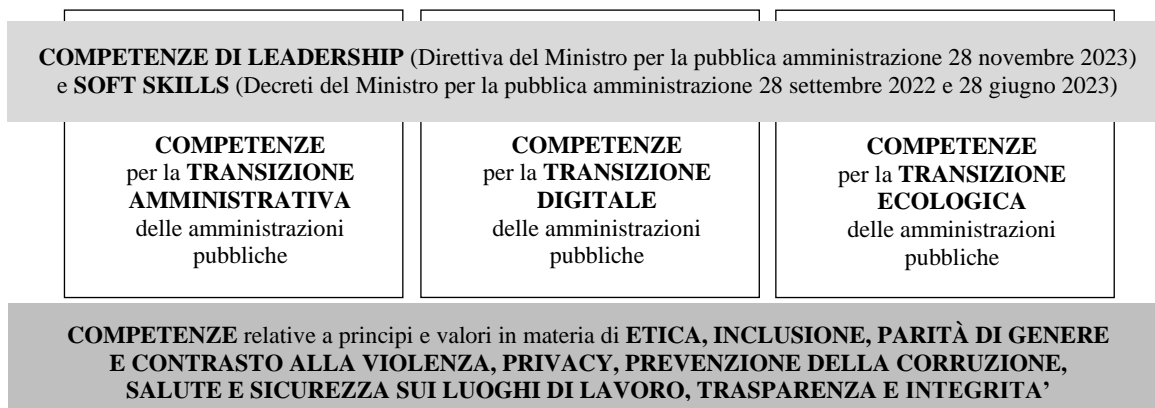 COMPETENZE DI LEADERSHIP (Direttiva del Ministro per la pubblica amministrazione 28 novembre 2023)
e SOFT SKILLS (Decreti del Ministro per la pubblica amministrazione 28 settembre 2022 e 28 giugno 2023)
COMPETENZE
per la TRANSIZIONE
AMMINISTRATIVA
delle amministrazioni
pubbliche
COMPETENZE
per la TRANSIZIONE
DIGITALE
delle amministrazioni
pubbliche
COMPETENZE
per la TRANSIZIONE
ECOLOGICA
delle amministrazioni
pubbliche
COMPETENZE relative a principi e valori in materia di ETICA, INCLUSIONE, PARITÀ DI GENERE
E CONTRASTO ALLA VIOLENZA, PRIVACY, PREVENZIONE DELLA CORRUZIONE,
SALUTE E SICUREZZA SUI LUOGHI DI LAVORO, TRASPARENZA E INTEGRITA’